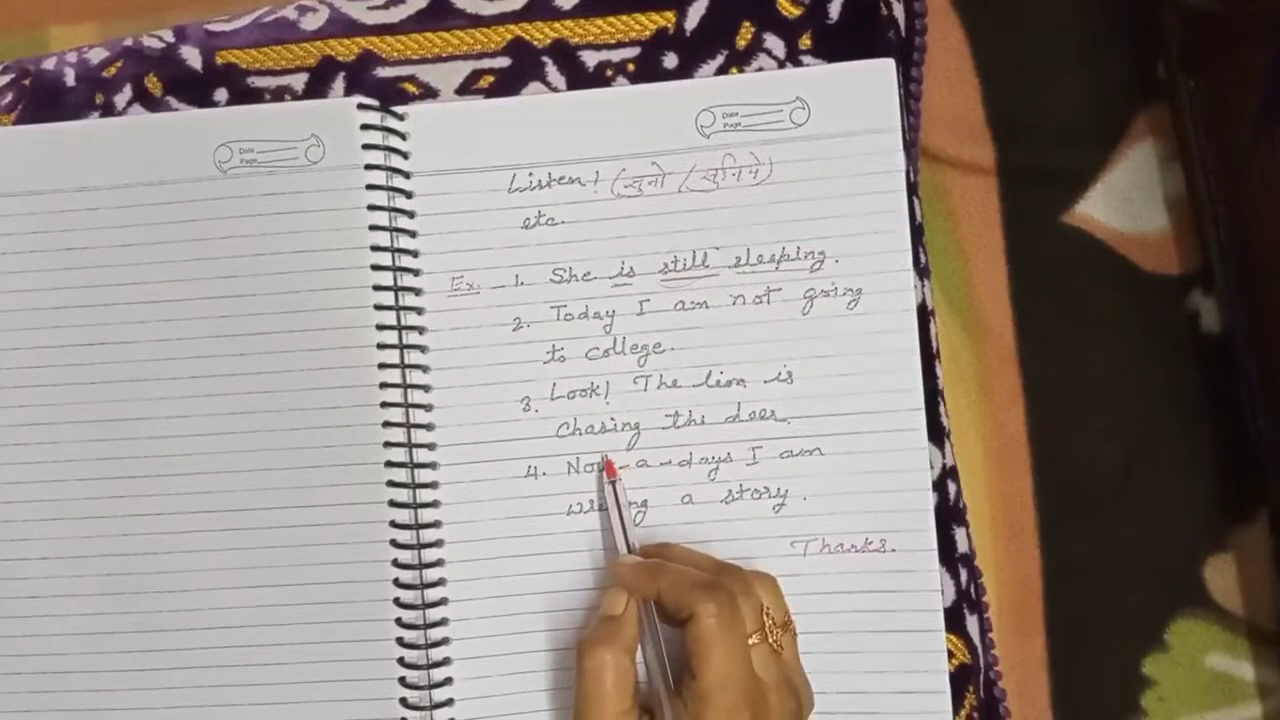 Date
Page
Date
Page
Listen! (सुनो / सुनिये)
etc.
Ex. - 1. She is still sleeping.
2. Today I am not going
to college.
3. Look! The lion is
chasing the deer.
4. Now-a-days I am
writing a story.
Thanks.